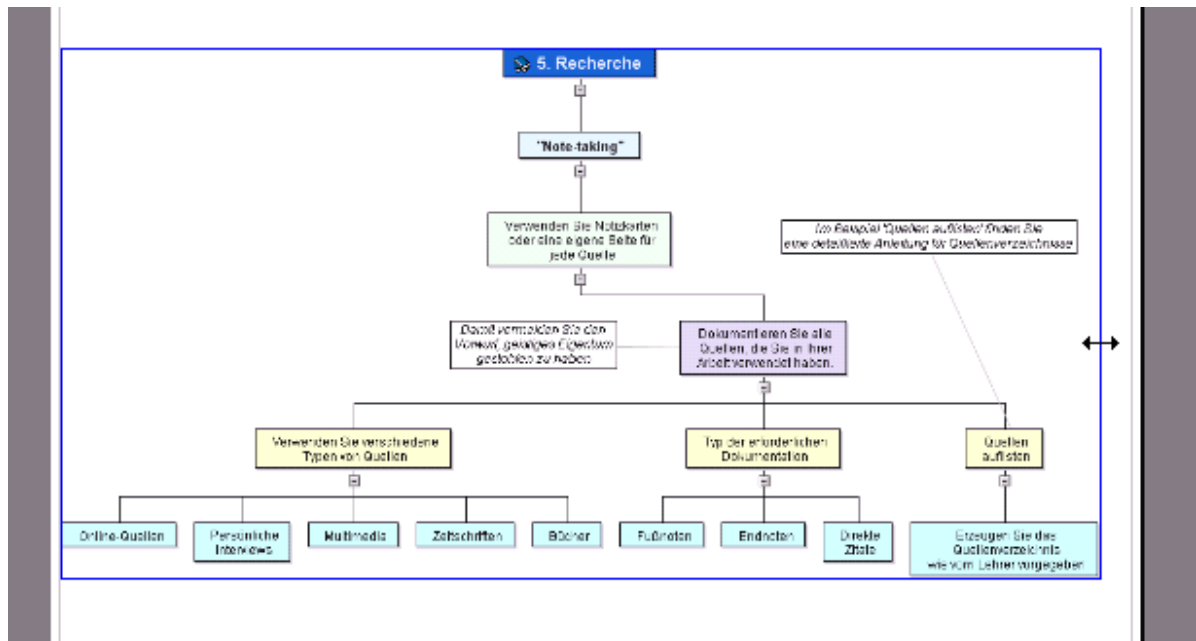 5. Recherche
"Note-taking"
Verwenden Sie Notizkarten
oder eine eigene Seite für
jede Quelle
Im Beispiel 'Quellen auflisten' finden Sie
eine detaillierte Anleitung für Quellenverzeichnisse
Damit vermeiden Sie den
Vorwurf, geistiges Eigentum
gestohlen zu haben
Dokumentieren Sie alle
Quellen, die Sie in Ihrer
Arbeit verwendet haben.
Verwenden Sie verschiedene
Typen von Quellen
Typ der erforderlichen
Dokumentation
Quellen
auflisten
Online-Quellen
Persönliche
Interviews
Multimedia
Zeitschriften
Bücher
Fußnoten
Endnoten
Direkte
Zitate
Erzeugen Sie das
Quellenverzeichnis
wie vom Lehrer vorgegeben